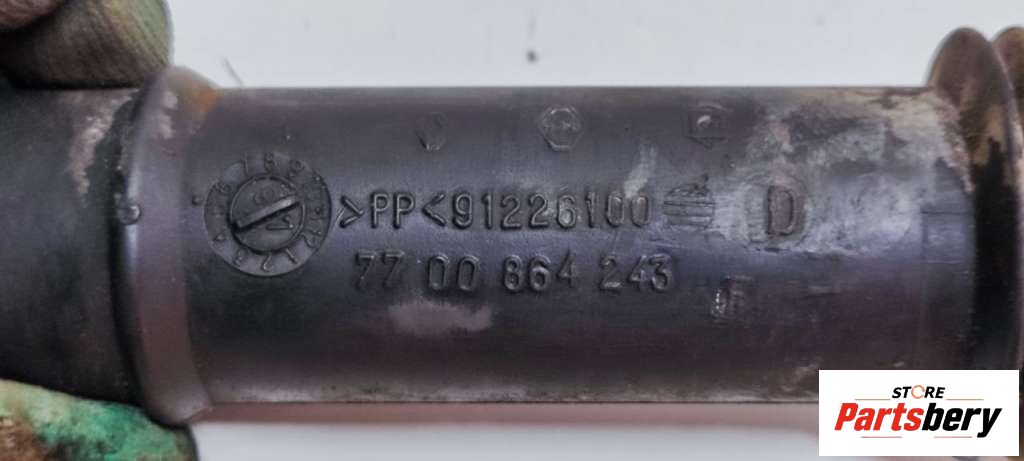 >PP<91226100
D
77 00 864 243
STORE
Partsbery